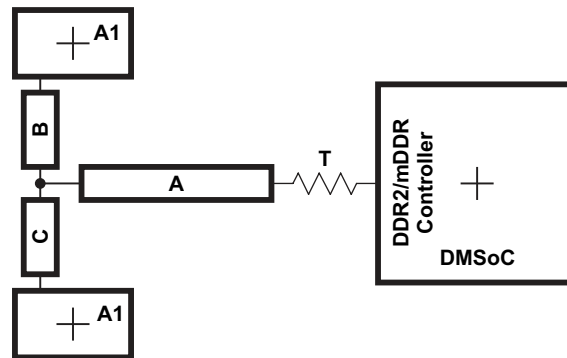 A1
B
T
A
C
DDR2/mDDR
Controller
DMSoC
A1